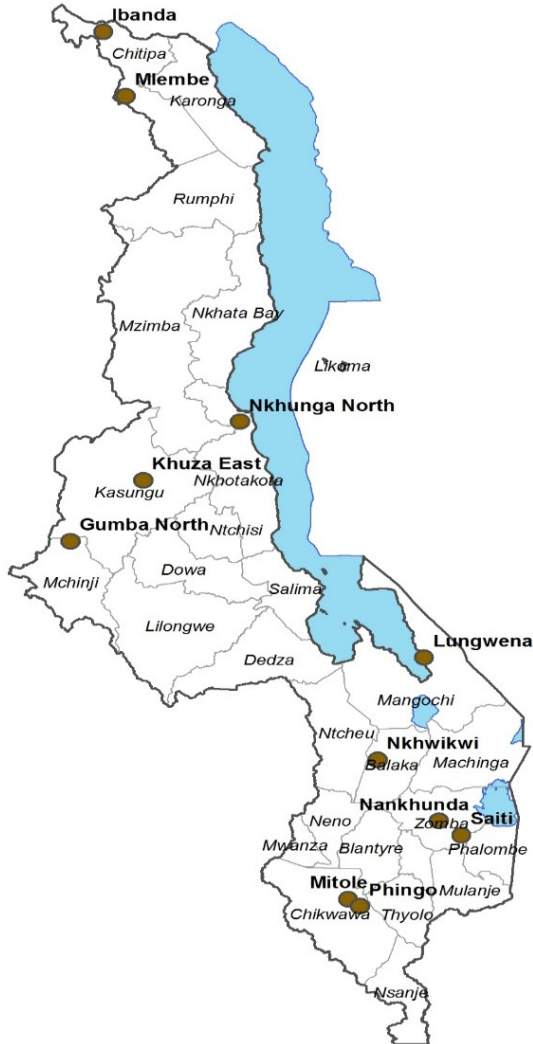 Ibanda
Chitipa
Mlembe
Karonga
Rumphi
Nkhata Bay
Mzimba
Likoma
Nkhunga North
Khuza East
Nkhotakota
Kasungu
Gumba North
Ntchisi
Dowa
Mchinji
Salima
Lilongwe
Lungwena
Dedza
Mangochi
Ntcheu
Nkhwikwi
Balaka
Machinga
Nankhunda
Saiti
Neno
Zomba
Mwanza
Blantyre
Phalombe
Mitole
Phingo
Mulanje
Chikwawa
Thyolo
Nsanje